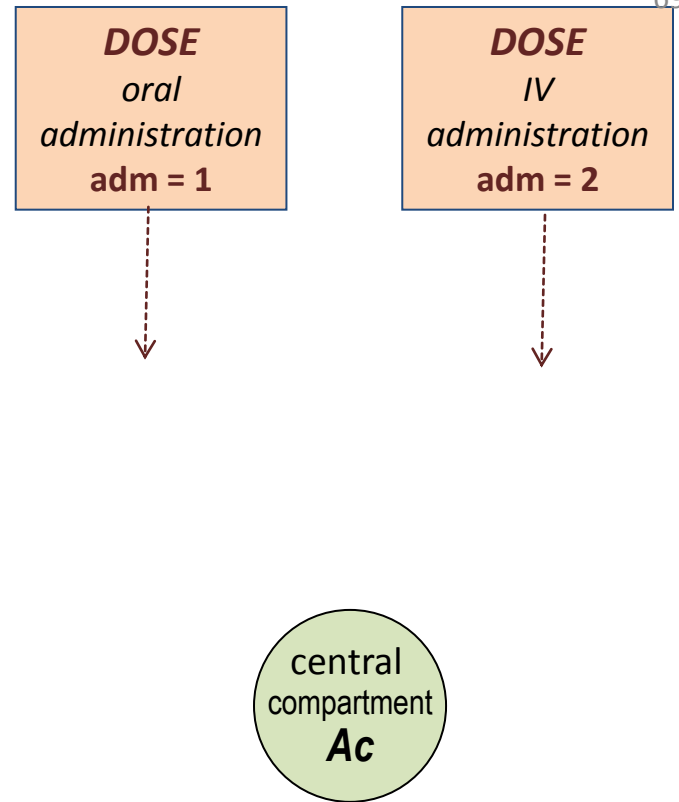 DOSE
oral
administration
adm = 1
DOSE
IV
administration
adm = 2
central
compartment
Ac